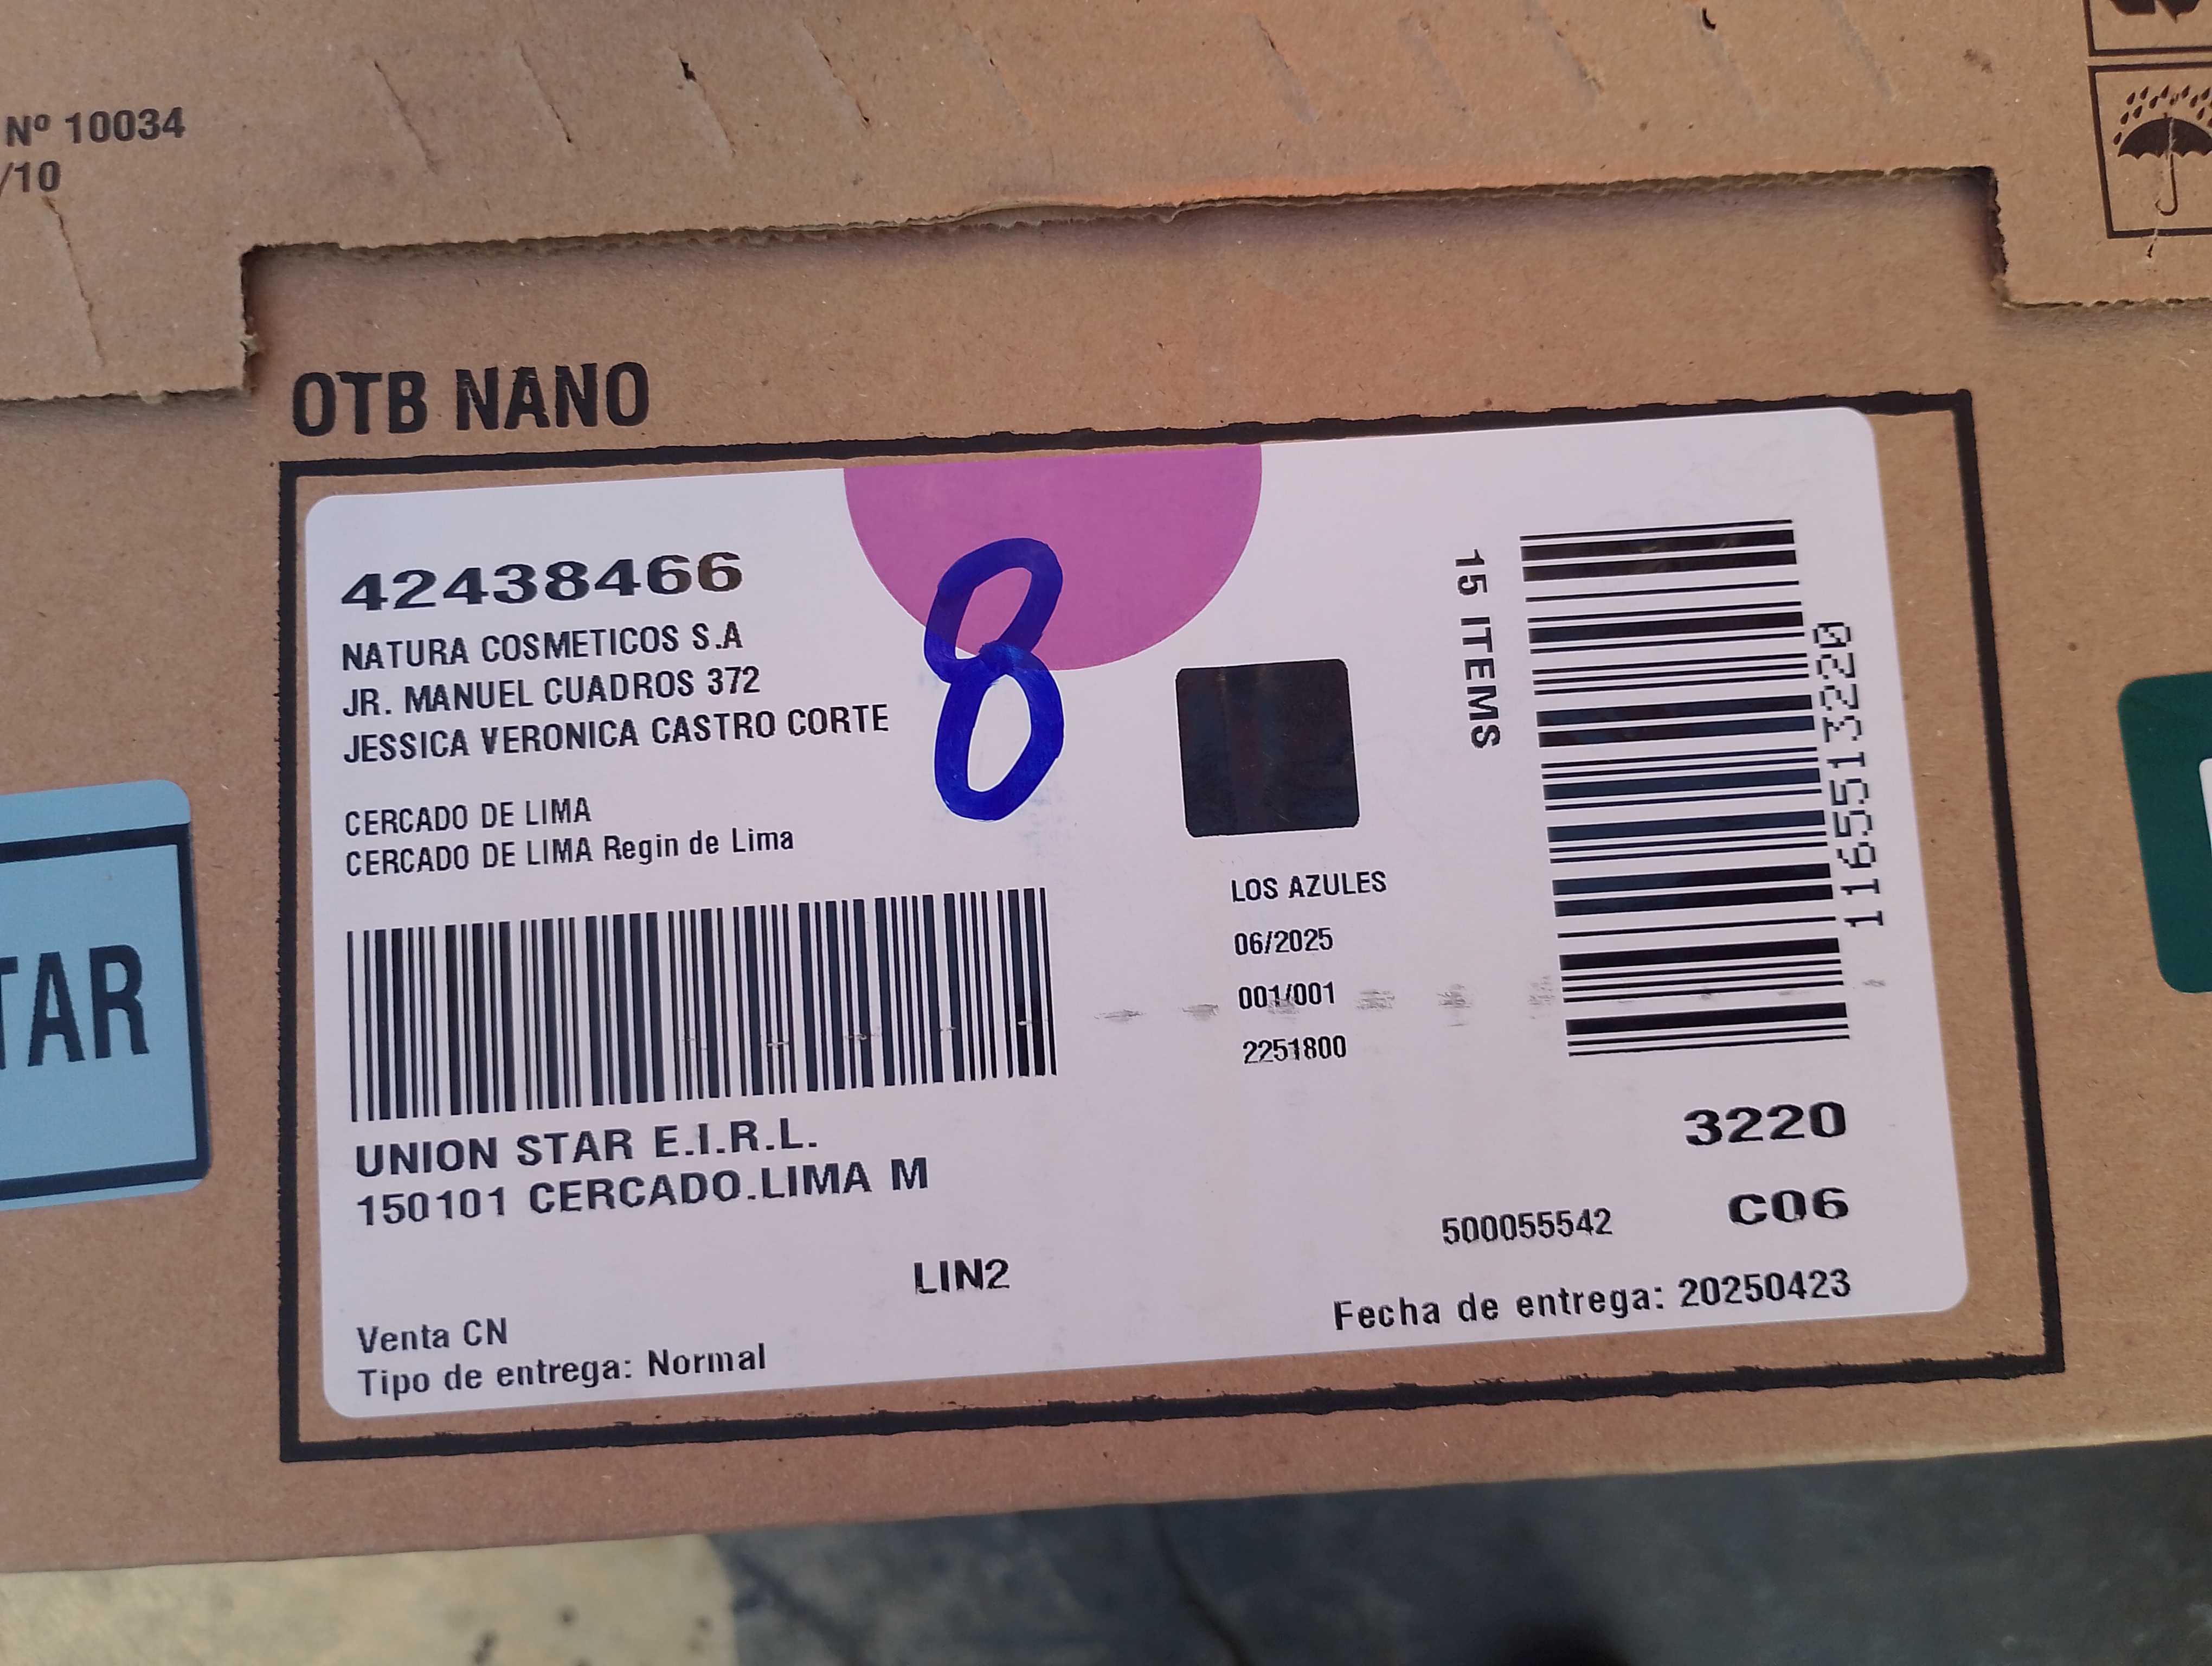 Nº 10034
/10
OTB NANO
42438466
NATURA COSMETICOS S.A
JR. MANUEL CUADROS 372
JESSICA VERONICA CASTRO CORTE
CERCADO DE LIMA
CERCADO DE LIMA Regin de Lima
8
15 ITEMS
1165513220
LOS AZULES
06/2025
001/001
2251800
TAR
UNION STAR E.I.R.L.
150101 CERCADO.LIMA M
3220
500055542 C06
LIN2
Fecha de entrega: 20250423
Venta CN
Tipo de entrega: Normal